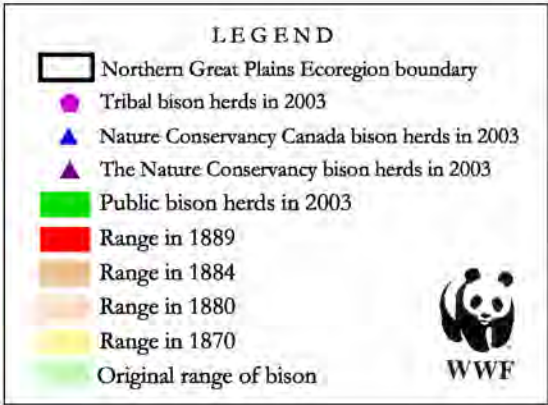 LEGEND
Northern Great Plains Ecoregion boundary
Tribal bison herds in 2003
Nature Conservancy Canada bison herds in 2003
The Nature Conservancy bison herds in 2003
Public bison herds in 2003
Range in 1889
Range in 1884
Range in 1880
Range in 1870
Original range of bison
WWF